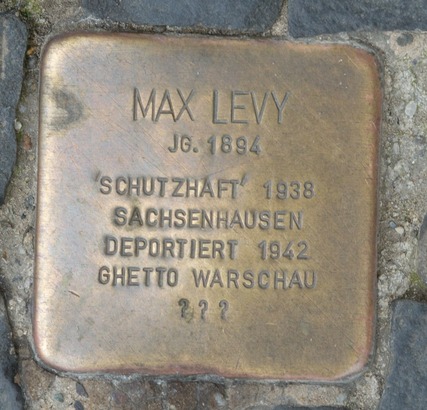 MAX LEVY
JG. 1894
'SCHUTZHAFT' 1938
SACHSENHAUSEN
DEPORTIERT 1942
GHETTO WARSCHAU
? ? ?